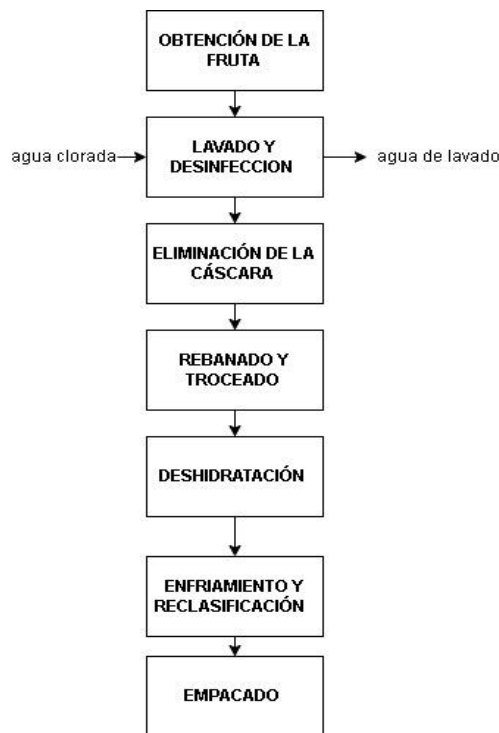 OBTENCIÓN DE LA
FRUTA
agua clorada
LAVADO Y
DESINFECCION
agua de lavado
ELIMINACIÓN DE LA
CÁSCARA
REBANADO Y
TROCEADO
DESHIDRATACIÓN
ENFRIAMIENTO Y
RECLASIFICACIÓN
EMPACADO